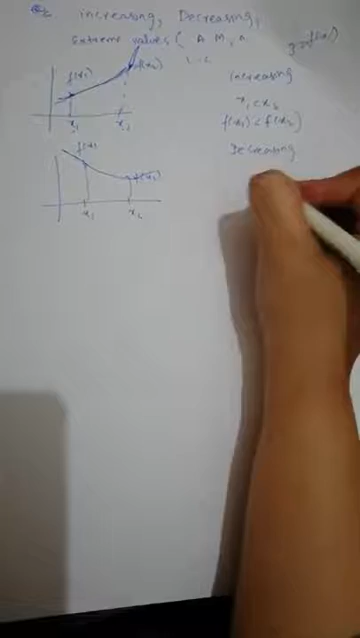 increasing, Decreasing,
Extreme values (
y=f(x)
f(x₁)
f(x₂)
x₁
x₂
increasing
x₁<x₂
f(x₁)<f(x₂)
Decreasing
f(x₁)
f(x₂)
x₁
x₂